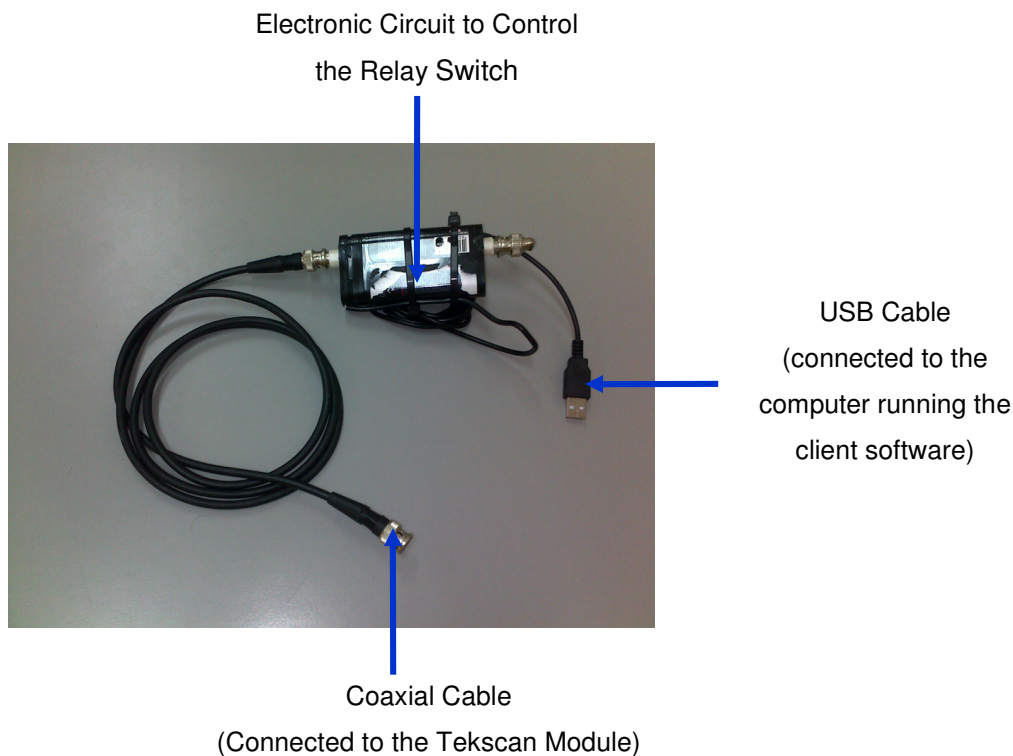 Electronic Circuit to Control
the Relay Switch
USB Cable
(connected to the
computer running the
client software)
Coaxial Cable
(Connected to the Tekscan Module)